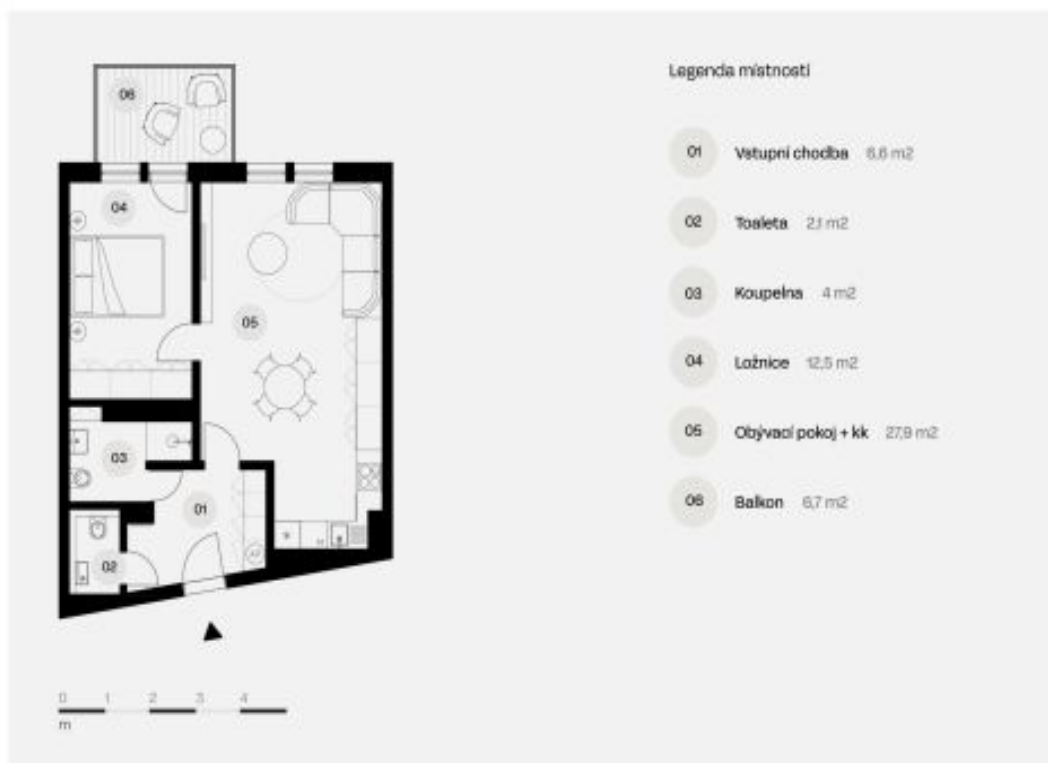 Legenda místností
01 Vstupní chodba 6,6 m2
02 Toaleta 2,1 m2
03 Koupelna 4 m2
04 Ložnice 12,5 m2
05 Obývací pokoj + kk 27,9 m2
06 Balkon 6,7 m2
06
04
05
03
01
02
0 1 2 3 4
m